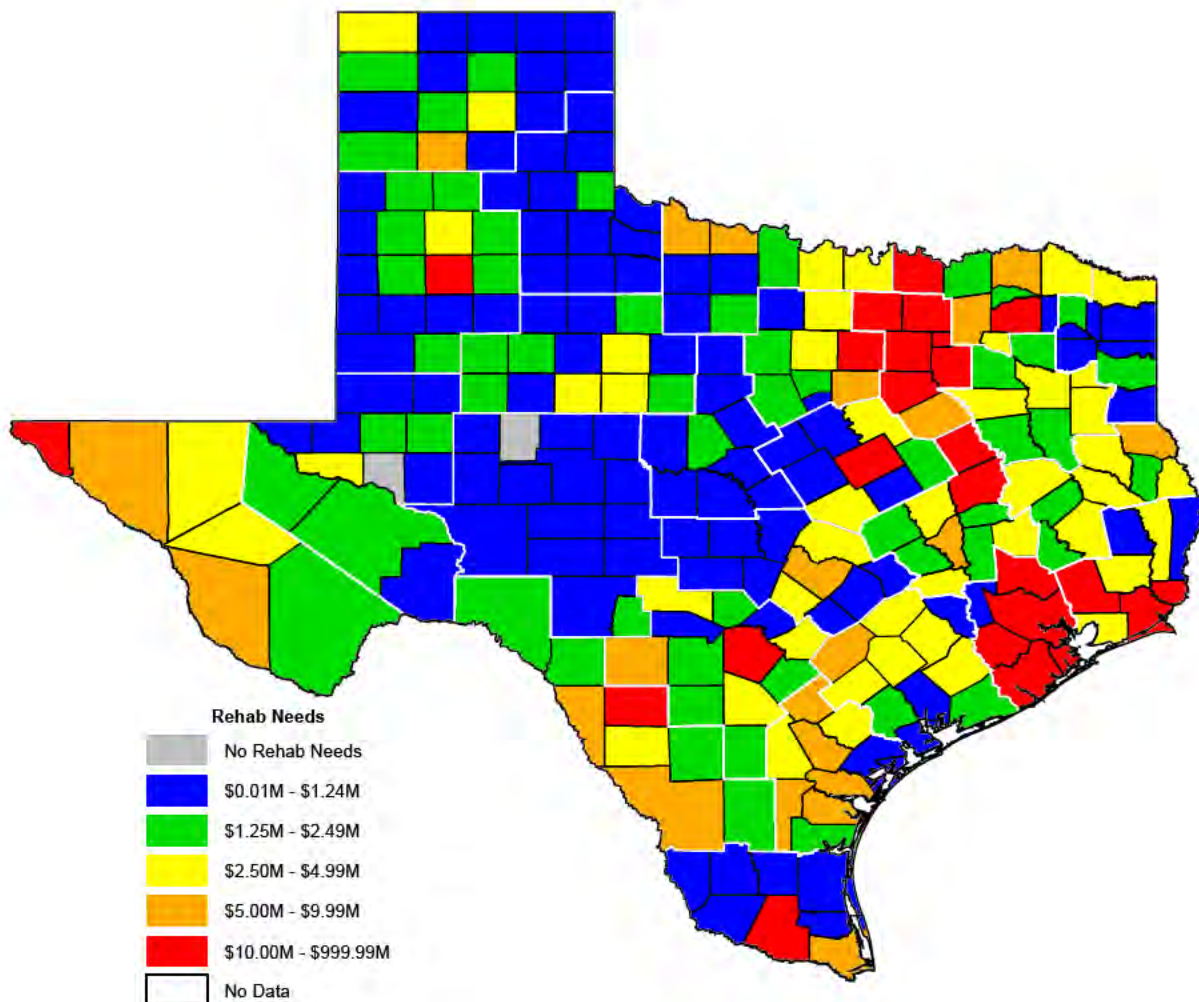 Rehab Needs
No Rehab Needs
$0.01M - $1.24M
$1.25M - $2.49M
$2.50M - $4.99M
$5.00M - $9.99M
$10.00M - $999.99M
No Data